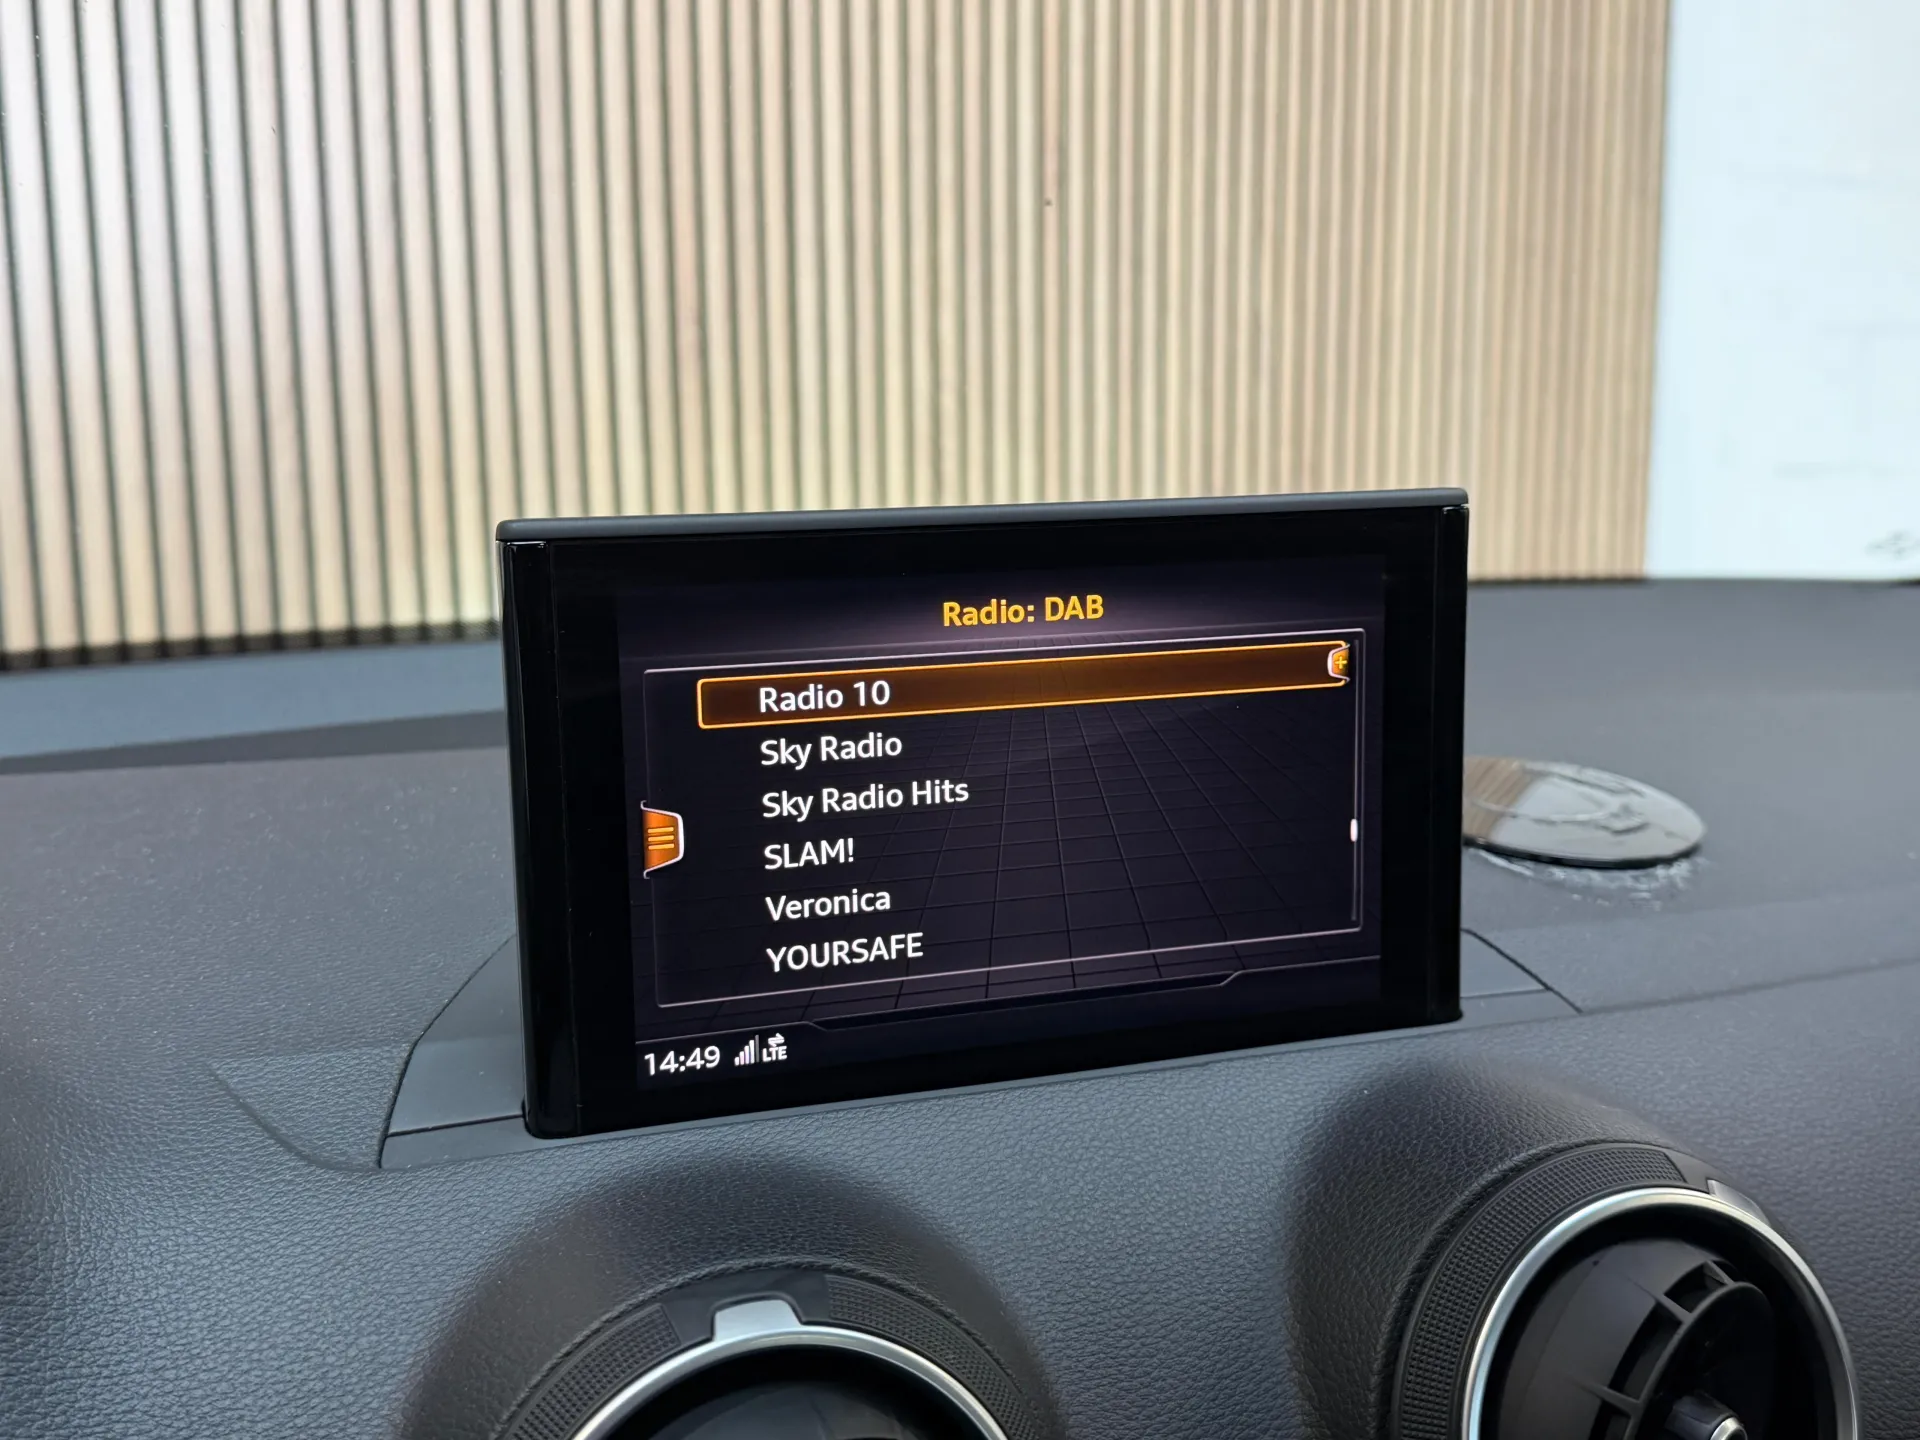 Radio: DAB
Radio 10
Sky Radio
Sky Radio Hits
SLAM!
Veronica
YOURSAFE
14:49 LTE